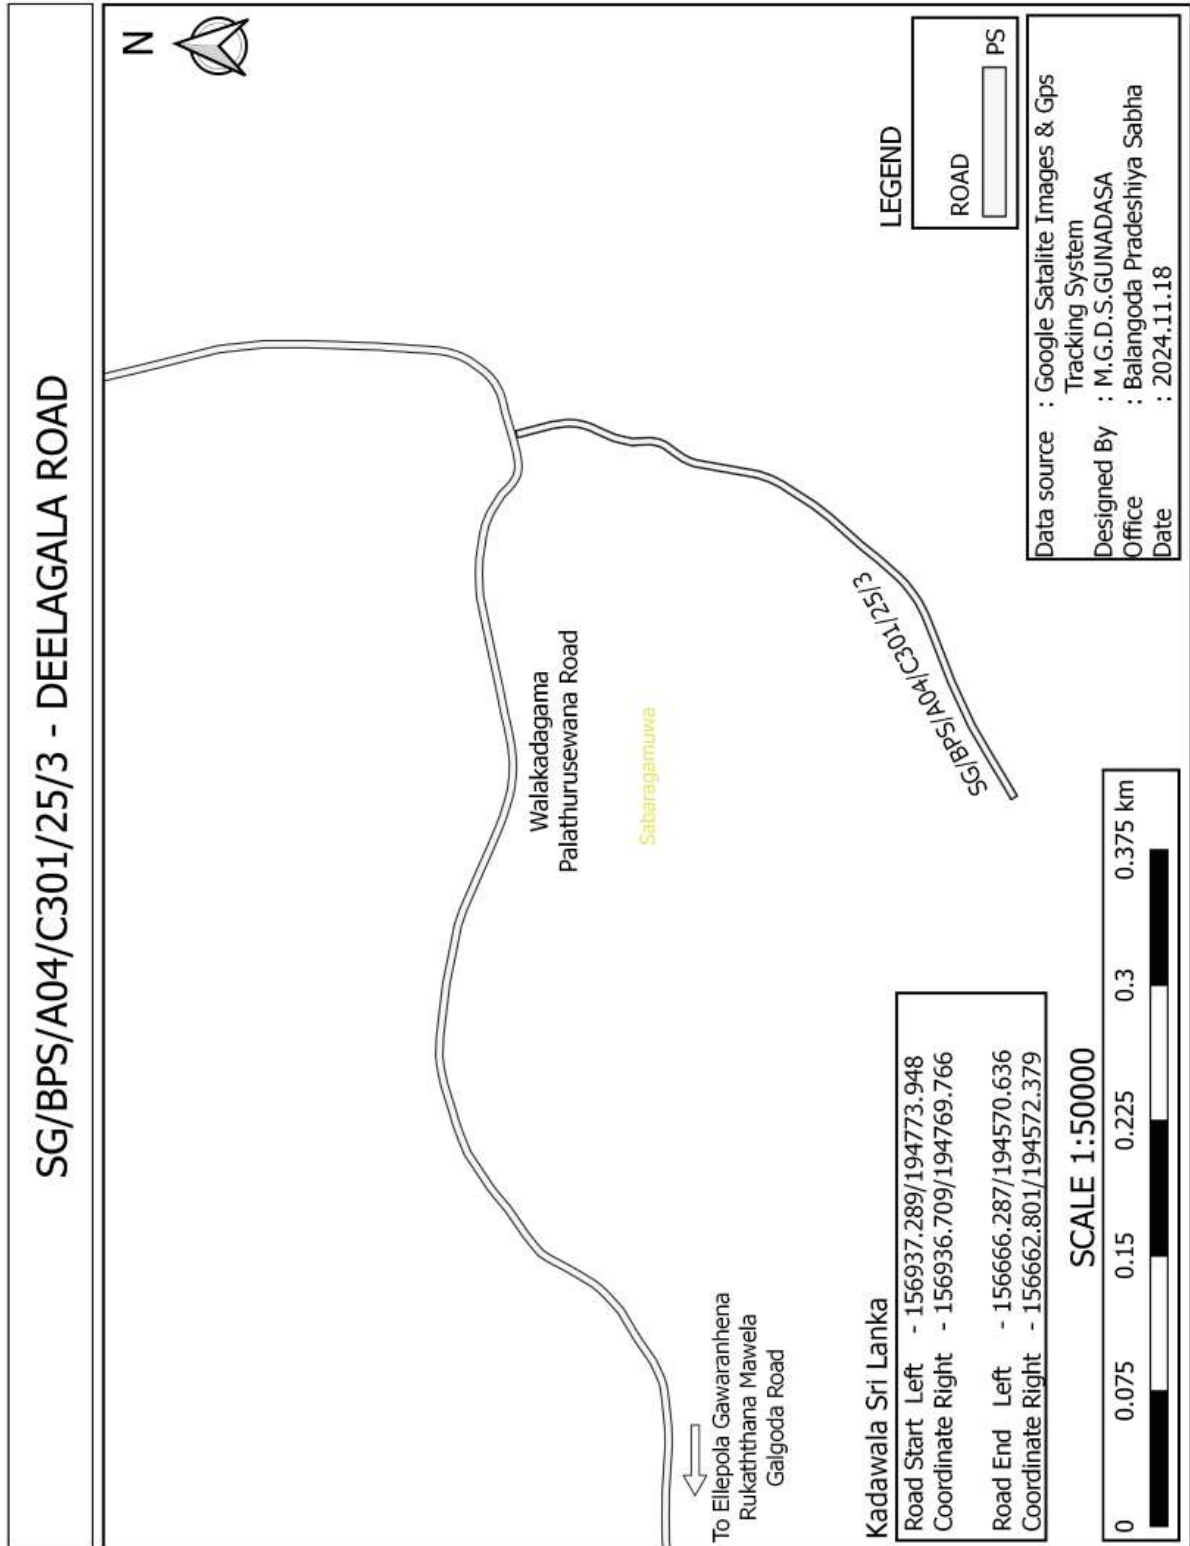 SG/BPS/A04/C301/25/3 - DEELAGALA ROAD
N
Walakadagama
Palathurusewana Road
Sabaragamuwa
SG/BPS/A04/C301/25/3
To Ellepola Gawaranhena
Rukaththana Mawela
Galgoda Road
LEGEND
ROAD
PS
Kadawala Sri Lanka
Road Start Left - 156937.289/194773.948
Coordinate Right - 156936.709/194769.766
Road End Left - 156666.287/194570.636
Coordinate Right - 156662.801/194572.379
SCALE 1:50000
0 0.075 0.15 0.225 0.3 0.375 km
Data source : Google Satalite Images & Gps
Tracking System
Designed By : M.G.D.S.GUNADASA
Office : Balangoda Pradeshiya Sabha
Date : 2024.11.18